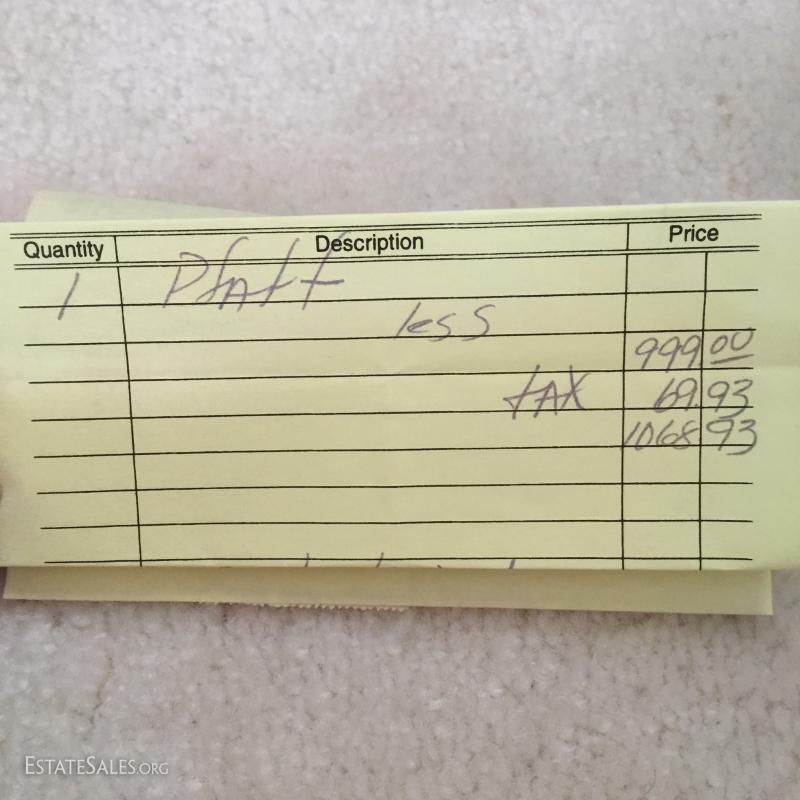 Quantity Description Price
1 Pfaff
less
999 00
tax 69.93
1068 93
ESTATESALES.ORG